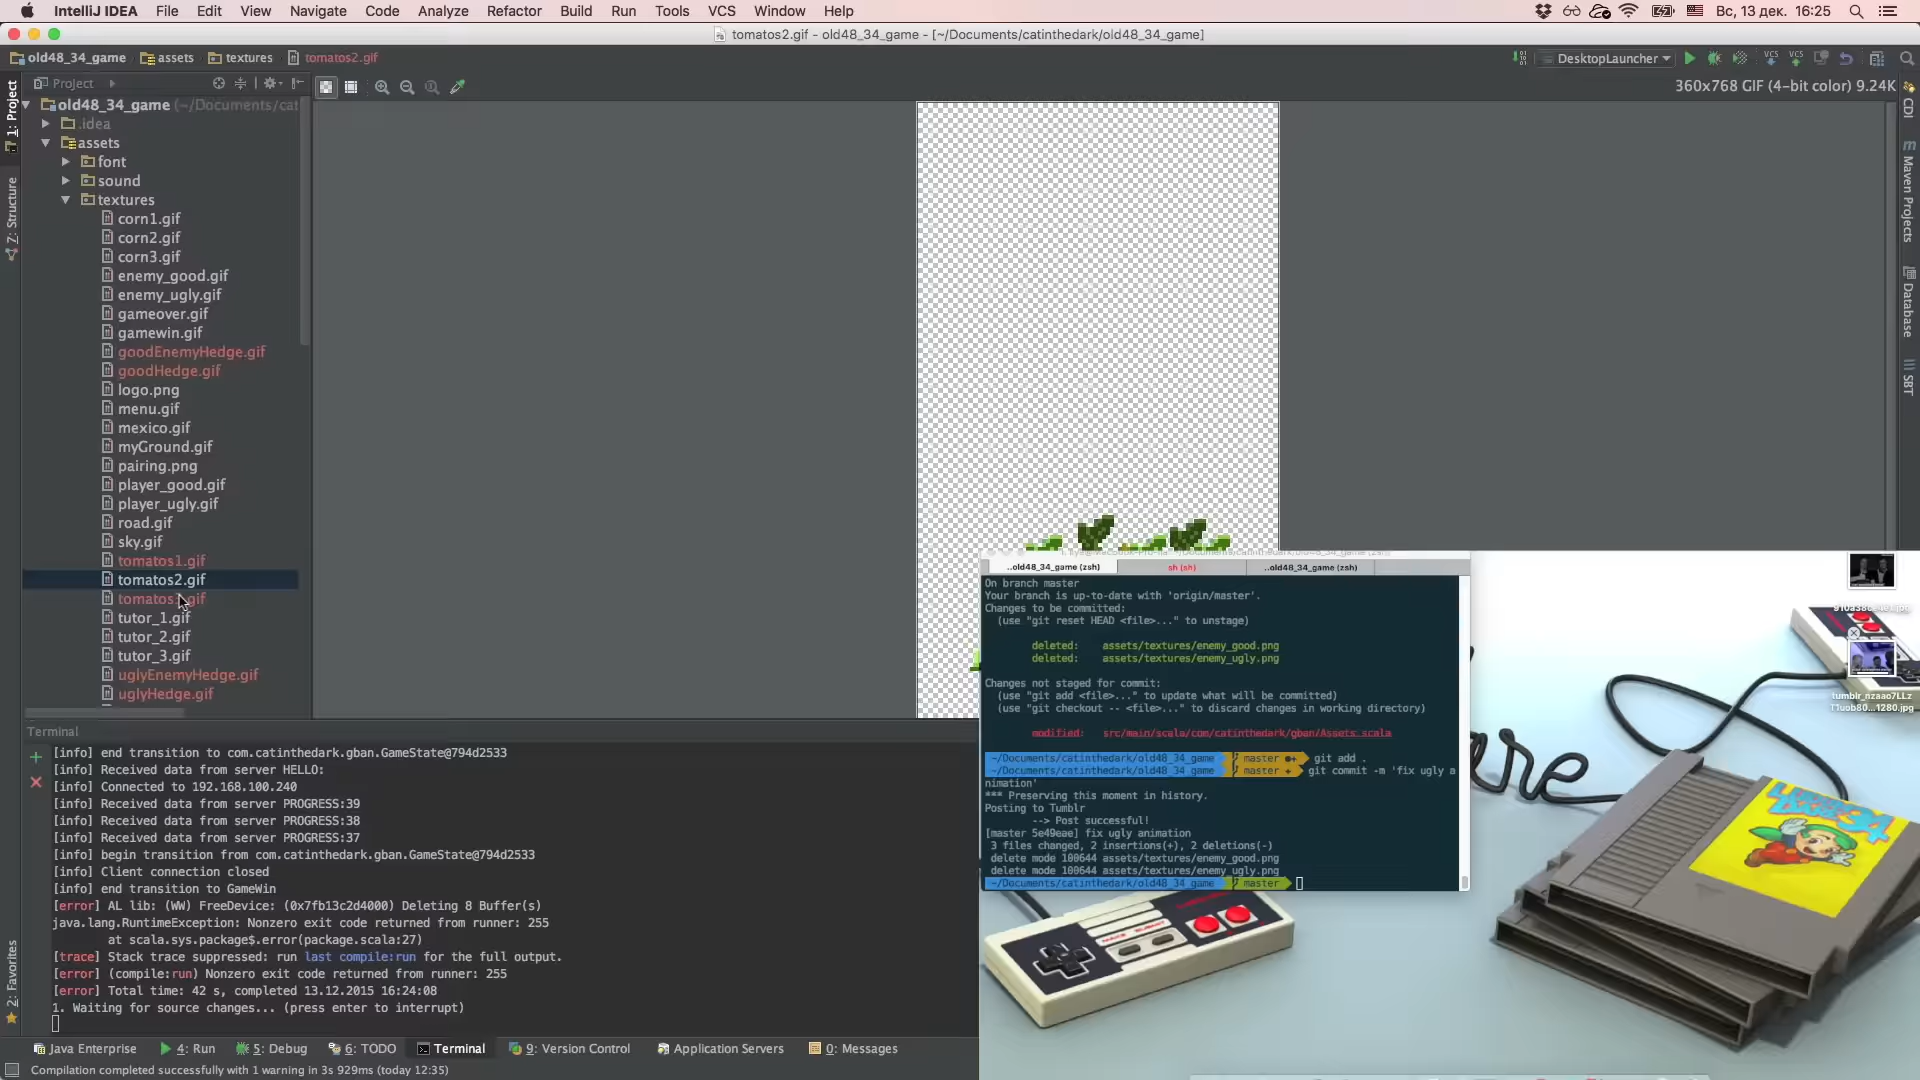 IntelliJ IDEA File Edit View Navigate Code Analyze Refactor Build Run Tools VCS Window Help
Вс, 13 дек. 16:25
tomatos2.gif - old48_34_game - [~/Documents/catinthedark/old48_34_game]
old48_34_game assets textures tomatos2.gif
DesktopLauncher
VCS VCS
Project
360x768 GIF (4-bit color) 9.24K
1: Project
Z: Structure
2: Favorites
old48_34_game (~/Documents/cat
.idea
assets
font
sound
textures
corn1.gif
corn2.gif
corn3.gif
enemy_good.gif
enemy_ugly.gif
gameover.gif
gamewin.gif
goodEnemyHedge.gif
goodHedge.gif
logo.png
menu.gif
mexico.gif
myGround.gif
pairing.png
player_good.gif
player_ugly.gif
road.gif
sky.gif
tomatos1.gif
tomatos2.gif
tutor_1.gif
tutor_2.gif
tutor_3.gif
uglyEnemyHedge.gif
uglyHedge.gif
CDI
Maven Projects
Database
SBT
Terminal
[info] end transition to com.catinthedark.gban.GameState@794d2533
[info] Received data from server HELLO:
[info] Connected to 192.168.100.240
[info] Received data from server PROGRESS:39
[info] Received data from server PROGRESS:38
[info] Received data from server PROGRESS:37
[info] begin transition from com.catinthedark.gban.GameState@794d2533
[info] Client connection closed
[info] end transition to GameWin
[error] AL lib: (WW) FreeDevice: (0x7fb13c2d4000) Deleting 8 Buffer(s)
java.lang.RuntimeException: Nonzero exit code returned from runner: 255
at scala.sys.package$.error(package.scala:27)
[trace] Stack trace suppressed: run last compile:run for the full output.
[error] (compile:run) Nonzero exit code returned from runner: 255
[error] Total time: 42 s, completed 13.12.2015 16:24:08
1. Waiting for source changes... (press enter to interrupt)
Java Enterprise 4: Run 5: Debug 6: TODO Terminal 9: Version Control Application Servers 0: Messages
Compilation completed successfully with 1 warning in 3s 929ms (today 12:35)
..old48_34_game (zsh) sh (sh) ..old48_34_game (zsh)
On branch master
Your branch is up-to-date with 'origin/master'.
Changes to be committed:
(use "git reset HEAD <file>..." to unstage)
deleted: assets/textures/enemy_good.png
deleted: assets/textures/enemy_ugly.png
Changes not staged for commit:
(use "git add <file>..." to update what will be committed)
(use "git checkout -- <file>..." to discard changes in working directory)
modified: src/main/scala/com/catinthedark/gban/Assets.scala
~/Documents/catinthedark/old48_34_game master git add .
~/Documents/catinthedark/old48_34_game master git commit -m 'fix ugly a
nimation'
*** Preserving this moment in history.
Posting to Tumblr
--> Post successful!
[master 5e49eae] fix ugly animation
3 files changed, 2 insertions(+), 2 deletions(-)
delete mode 100644 assets/textures/enemy_good.png
delete mode 100644 assets/textures/enemy_ugly.png
~/Documents/catinthedark/old48_34_game master